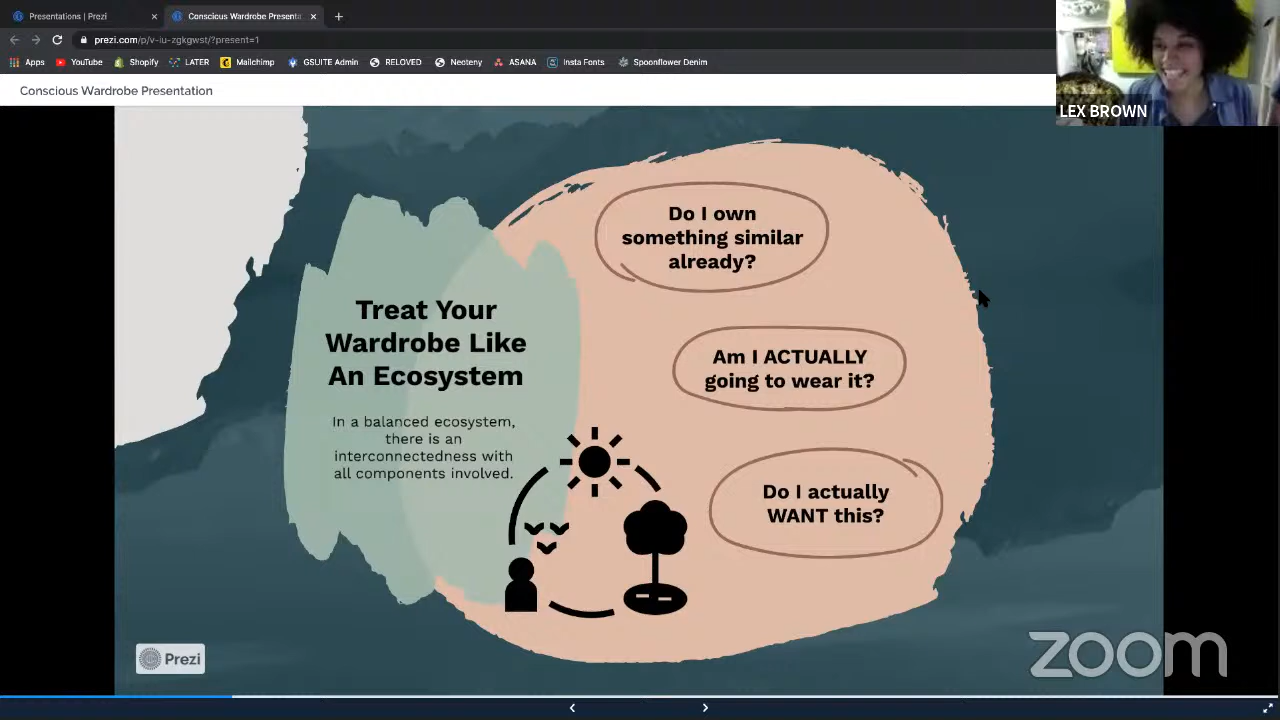 Presentations | Prezi
Conscious Wardrobe Presenta
prezi.com/p/v-iu-zgkgwst/?present=1
Apps YouTube Shopify LATER Mailchimp GSUITE Admin RELOVED Neoteny ASANA Insta Fonts Spoonflower Denim
Conscious Wardrobe Presentation
LEX BROWN
Treat Your
Wardrobe Like
An Ecosystem
In a balanced ecosystem,
there is an
interconnectedness with
all components involved.
Do I own
something similar
already?
Am I ACTUALLY
going to wear it?
Do I actually
WANT this?
Prezi
zoom